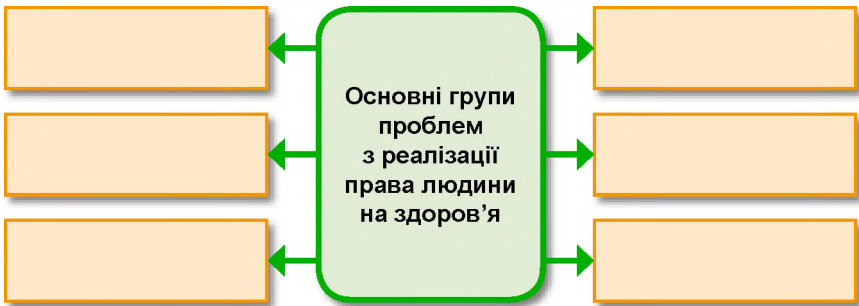 Основні групи
проблем
з реалізації
права людини
на здоров’я